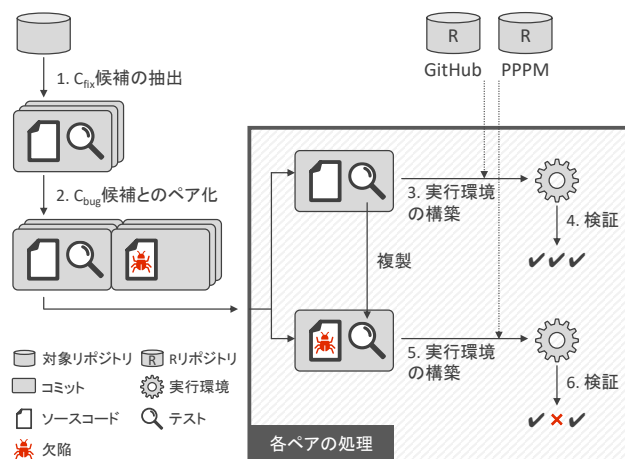 R
R
GitHub
PPPM
1. Cfix候補の抽出
2. Cbug候補とのペア化
3. 実行環境
の構築
4. 検証
複製
5. 実行環境
の構築
6. 検証
対象リポジトリ
R
Rリポジトリ
コミット
実行環境
ソースコード
テスト
欠陥
各ペアの処理